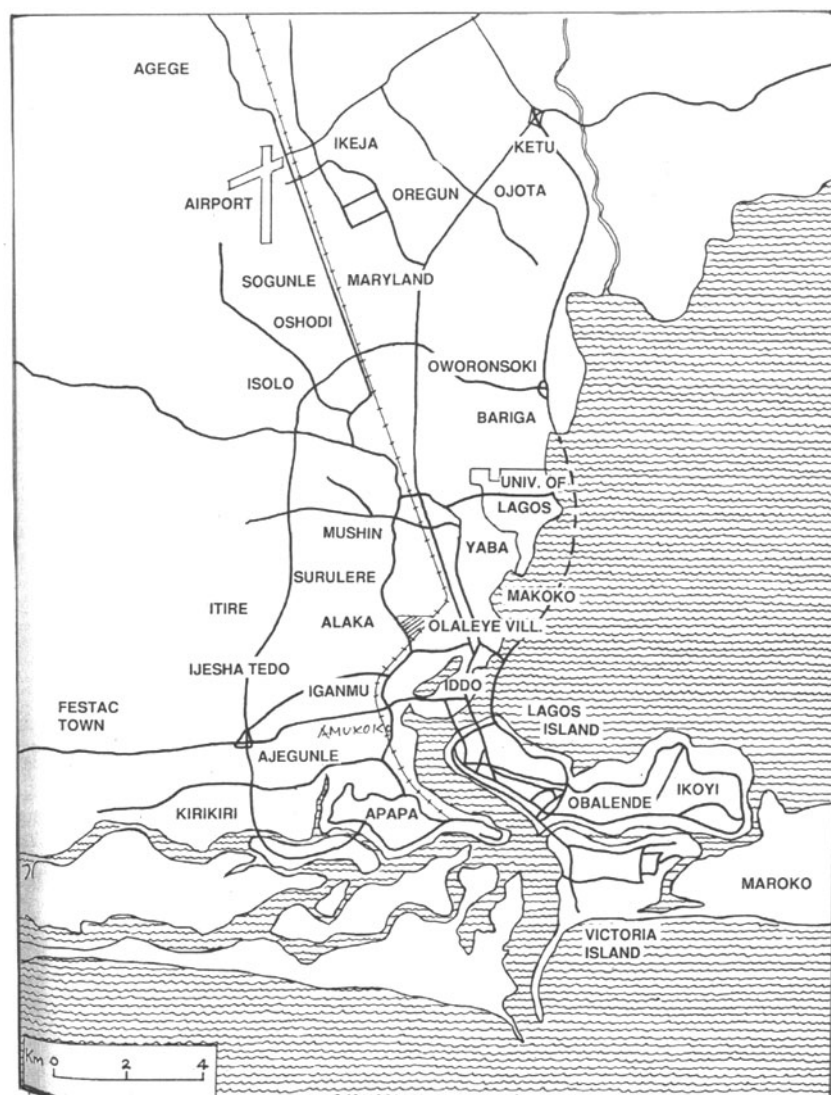 AGEGE
IKEJA
KETU
AIRPORT
OREGUN
OJOTA
SOGUNLE
MARYLAND
OSHODI
ISOLO
OWORONSOKI
BARIGA
UNIV. OF
LAGOS
MUSHIN
YABA
SURULERE
MAKOKO
ITIRE
ALAKA
OLALEYE VILL.
IJESHA TEDO
IGANMU
IDDO
FESTAC
TOWN
LAGOS
ISLAND
AMUKOKO
AJEGUNLE
KIRIKIRI
APAPA
OBALENDE
IKOYI
MAROKO
VICTORIA
ISLAND
Km 0 2 4